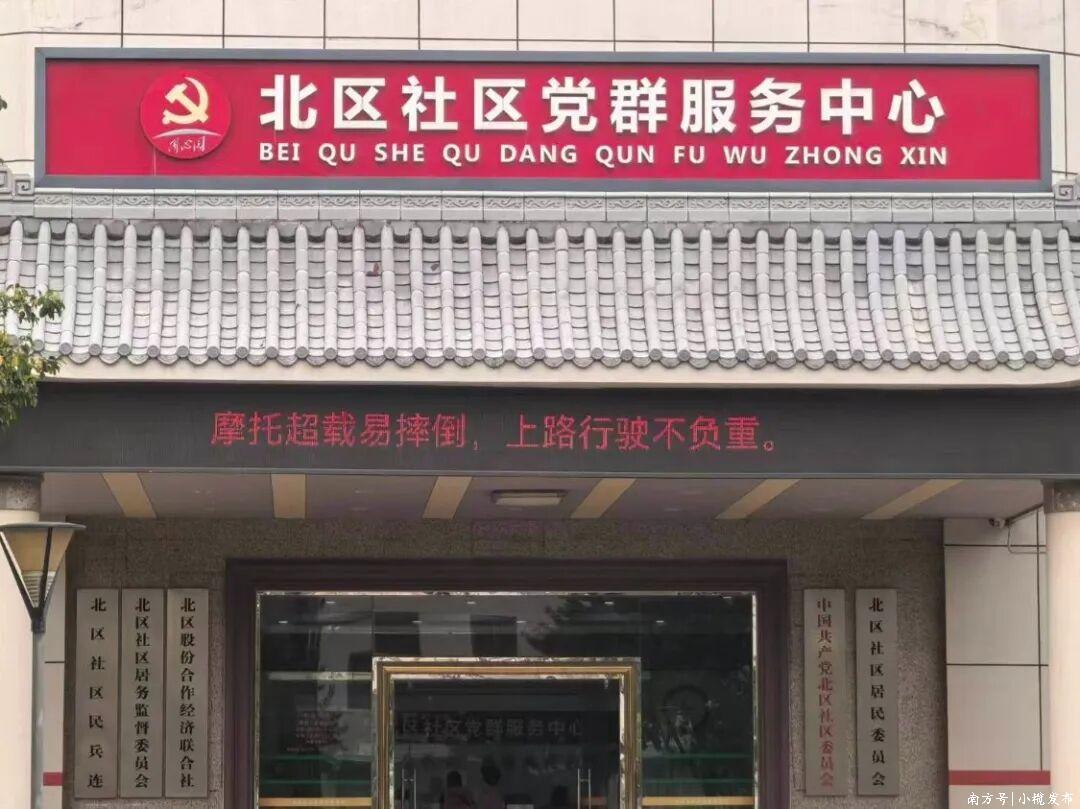 北区社区党群服务中心
同心圆
BEI QU SHE QU DANG QUN FU WU ZHONG XIN
摩托超载易摔倒，上路行驶不负重。
北区社区民兵连
北区社区居务监督委员会
北区股份合作经济联合社
中国共产党北区社区委员会
北区社区居民委员会
区社区党群服务中心
南方号|小榄发布